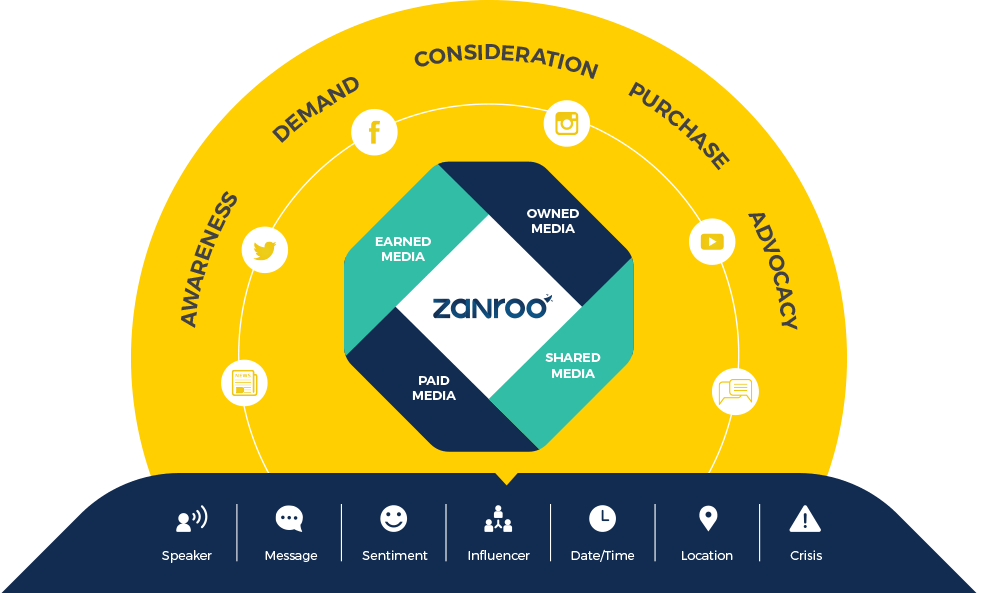 CONSIDERATION
DEMAND
PURCHASE
AWARENESS
ADVOCACY
OWNED
MEDIA
EARNED
MEDIA
zanroo
SHARED
MEDIA
PAID
MEDIA
Speaker
Message
Sentiment
Influencer
Date/Time
Location
Crisis